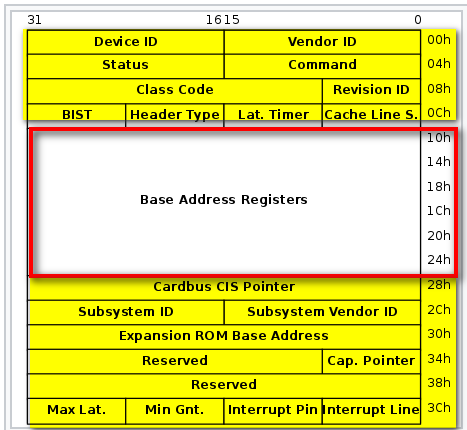 31 16 15 0
Device ID Vendor ID 00h
Status Command 04h
Class Code Revision ID 08h
BIST Header Type Lat. Timer Cache Line S. 0Ch
10h
14h
18h
Base Address Registers
1Ch
20h
24h
Cardbus CIS Pointer 28h
Subsystem ID Subsystem Vendor ID 2Ch
Expansion ROM Base Address 30h
Reserved Cap. Pointer 34h
Reserved 38h
Max Lat. Min Gnt. Interrupt Pin Interrupt Line 3Ch